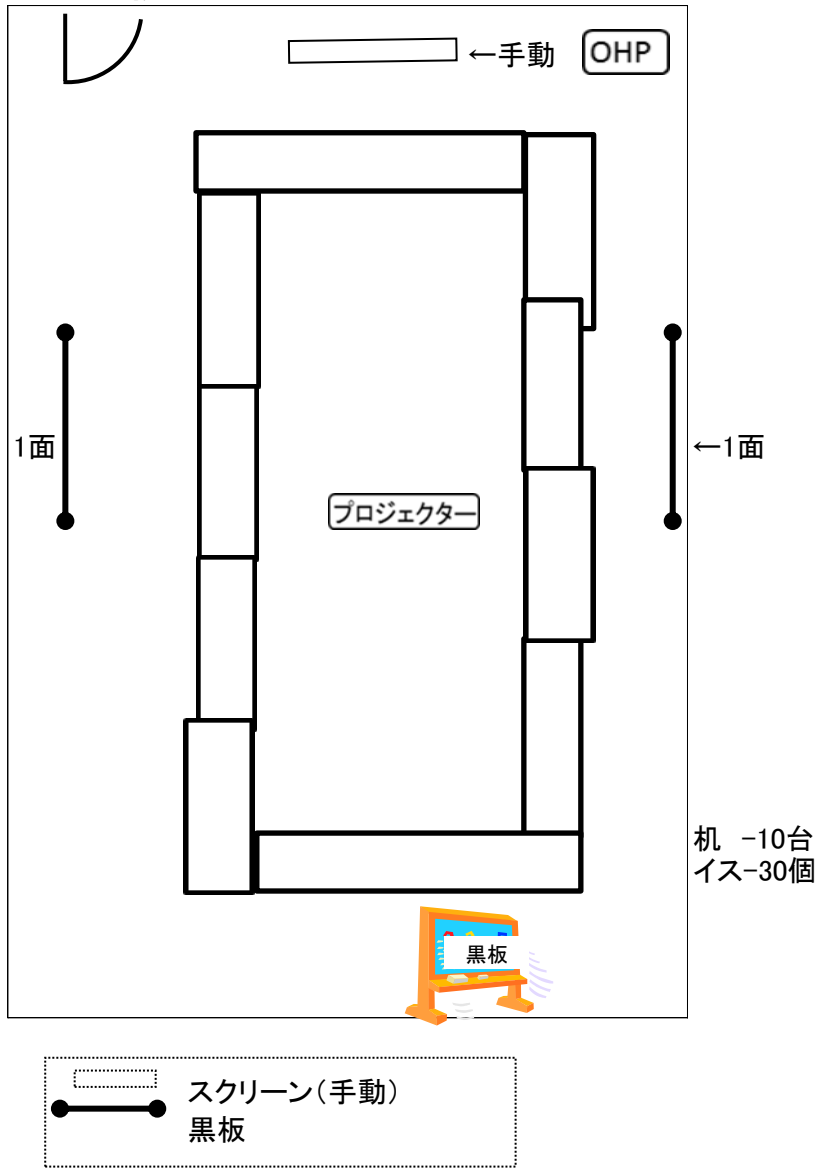 ←手動
OHP
1面
←1面
プロジェクター
机　-10台
イス-30個
黒板
スクリーン（手動）
黒板